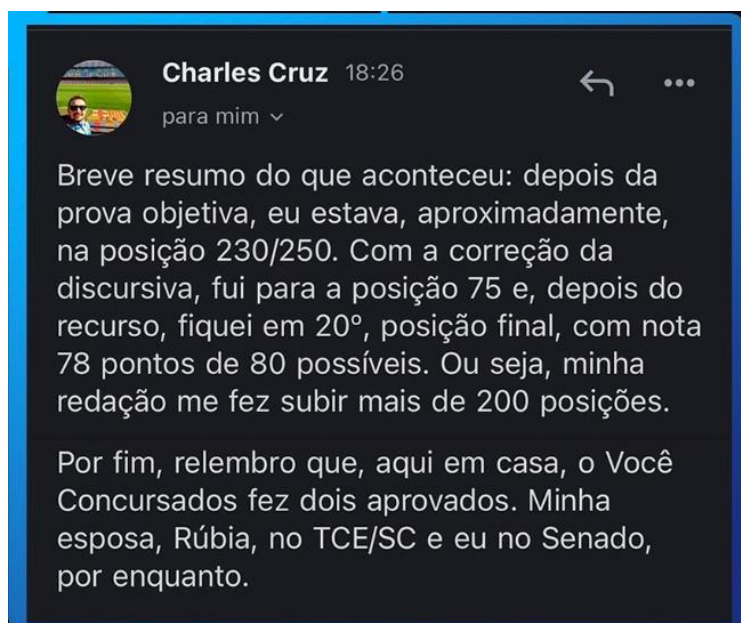 Charles Cruz 18:26
para mim
Breve resumo do que aconteceu: depois da
prova objetiva, eu estava, aproximadamente,
na posição 230/250. Com a correção da
discursiva, fui para a posição 75 e, depois do
recurso, fiquei em 20º, posição final, com nota
78 pontos de 80 possíveis. Ou seja, minha
redação me fez subir mais de 200 posições.
Por fim, relembro que, aqui em casa, o Você
Concursados fez dois aprovados. Minha
esposa, Rúbia, no TCE/SC e eu no Senado,
por enquanto.